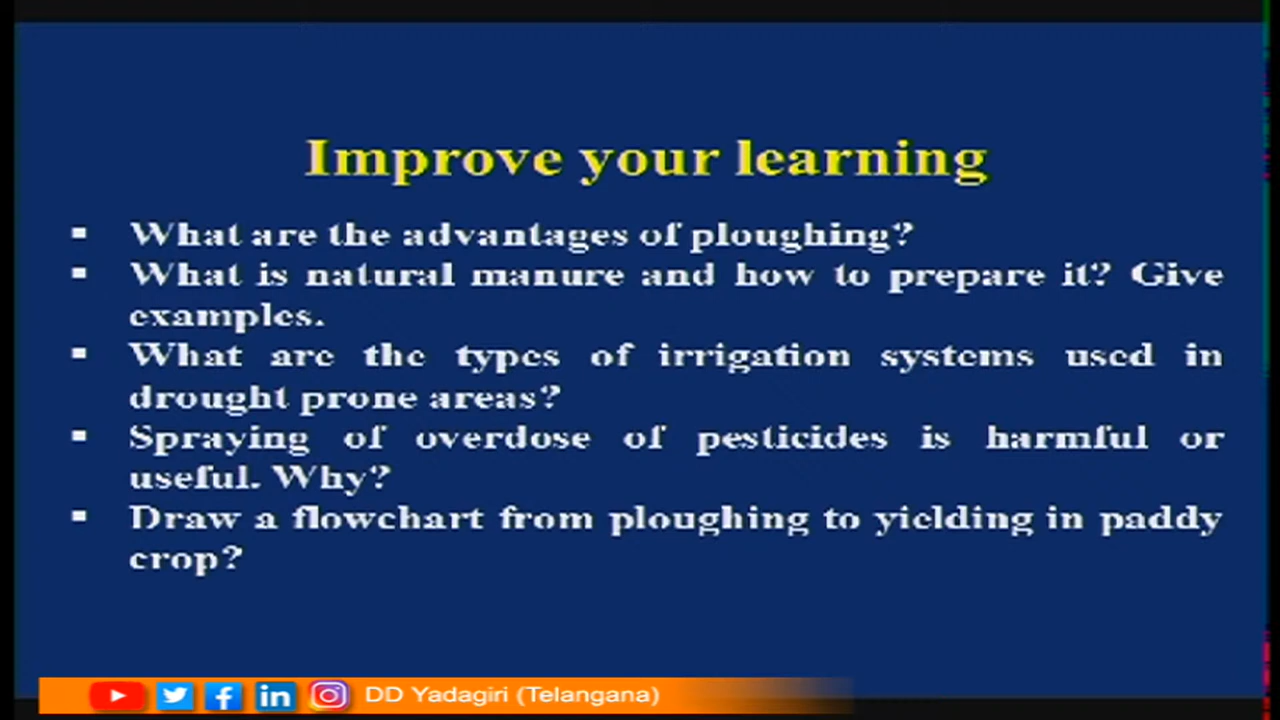 Improve your learning
▪ What are the advantages of ploughing?
▪ What is natural manure and how to prepare it? Give
examples.
▪ What are the types of irrigation systems used in
drought prone areas?
▪ Spraying of overdose of pesticides is harmful or
useful. Why?
▪ Draw a flowchart from ploughing to yielding in paddy
crop?
DD Yadagiri (Telangana)